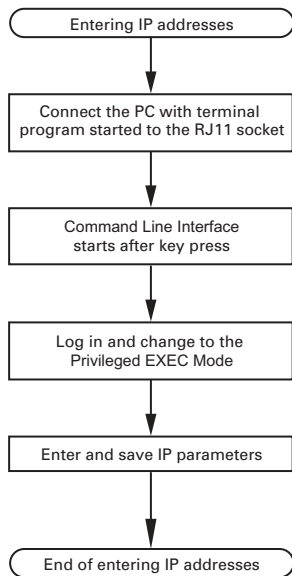 Entering IP addresses
Connect the PC with terminal
program started to the RJ11 socket
Command Line Interface
starts after key press
Log in and change to the
Privileged EXEC Mode
Enter and save IP parameters
End of entering IP addresses